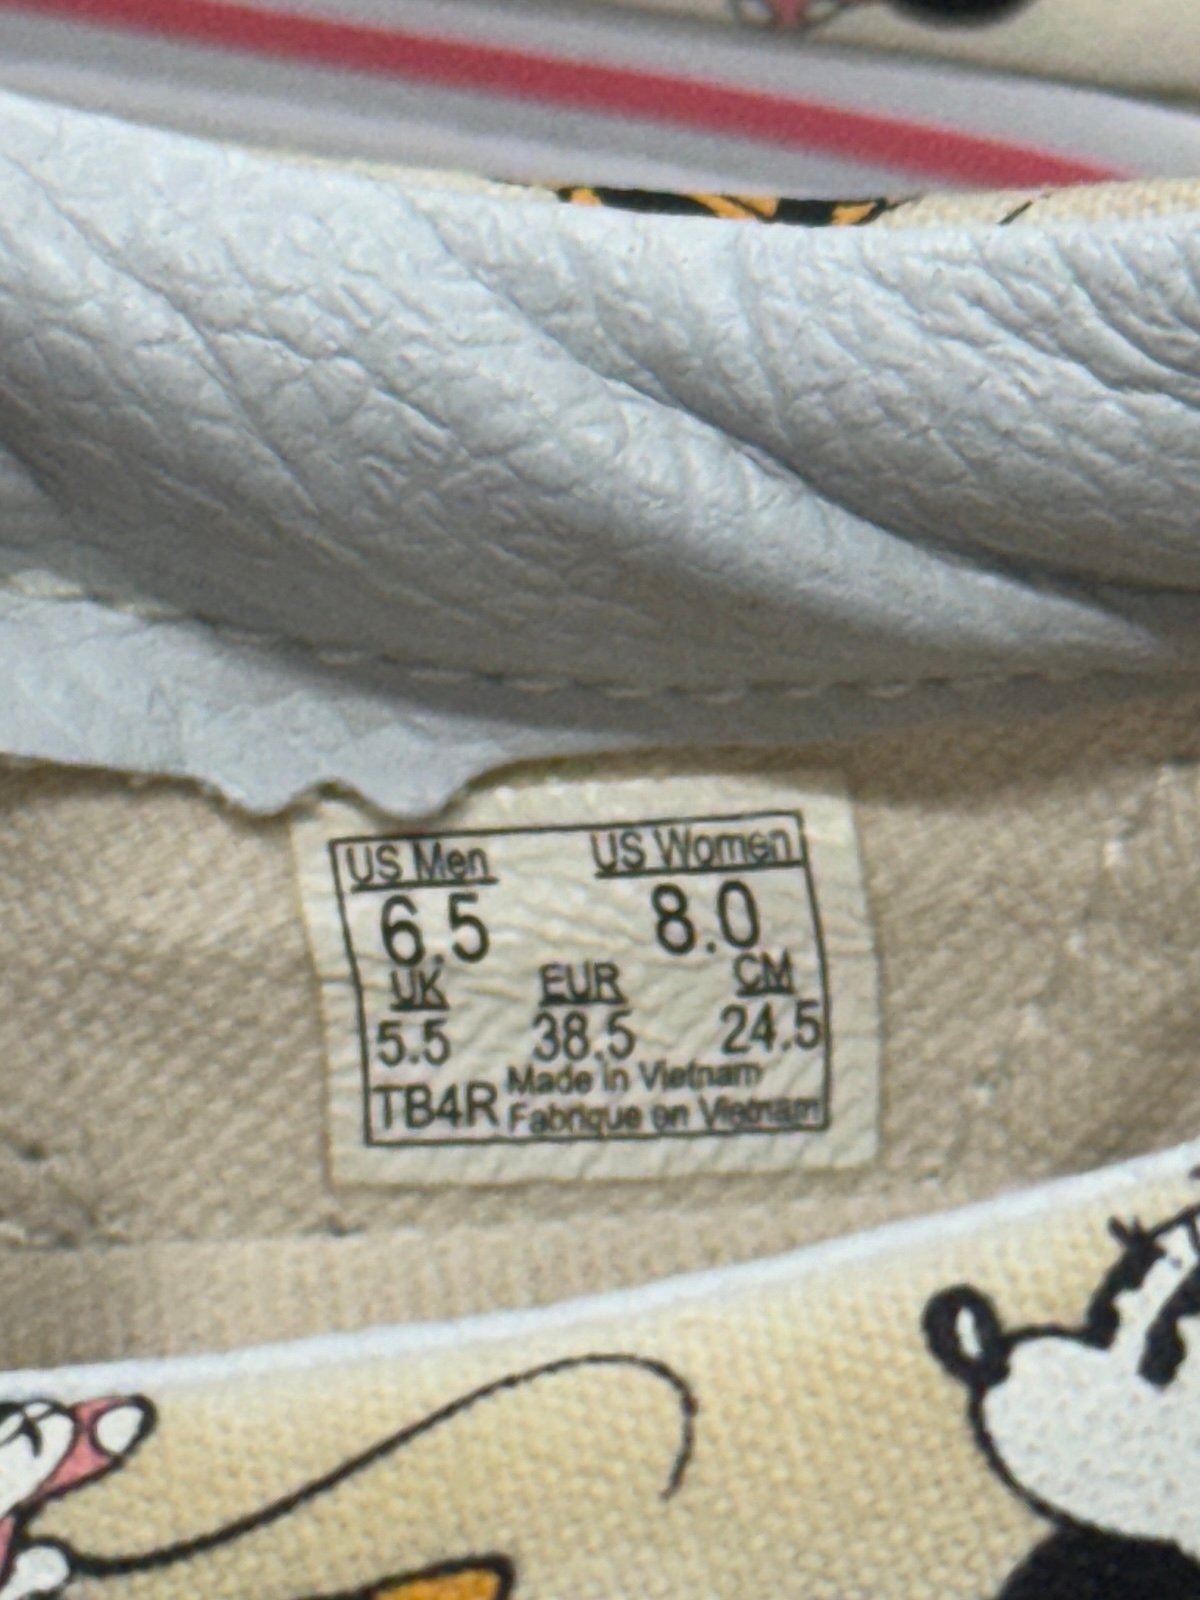 US Men US Women
6.5 8.0
UK EUR CM
5.5 38.5 24.5
TB4R Made in Vietnam
Fabrique en Vietnam